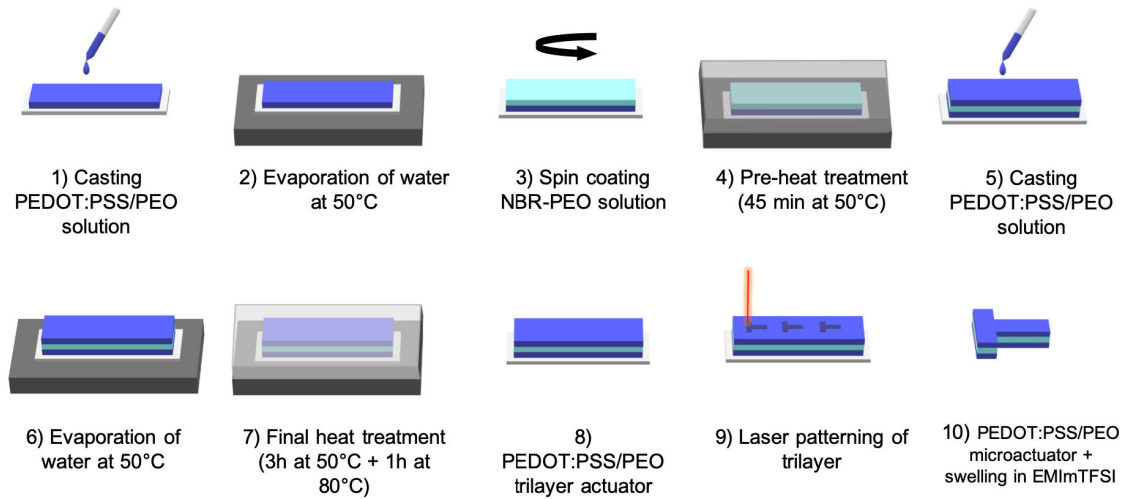 1) Casting
PEDOT:PSS/PEO
solution
2) Evaporation of water
at 50°C
3) Spin coating
NBR-PEO solution
4) Pre-heat treatment
(45 min at 50°C)
5) Casting
PEDOT:PSS/PEO
solution
6) Evaporation of
water at 50°C
7) Final heat treatment
(3h at 50°C + 1h at
80°C)
8)
PEDOT:PSS/PEO
trilayer actuator
9) Laser patterning of
trilayer
10) PEDOT:PSS/PEO
microactuator +
swelling in EMImTFSI